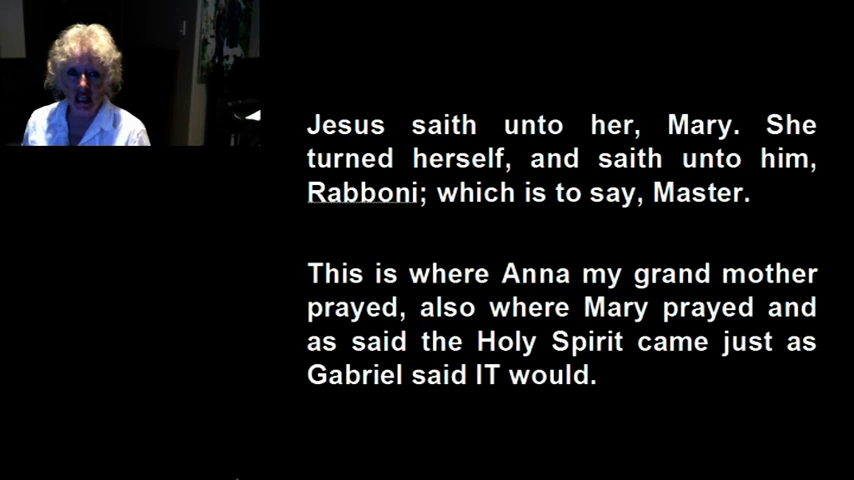 Jesus saith unto her, Mary. She
turned herself, and saith unto him,
Rabboni; which is to say, Master.
This is where Anna my grand mother
prayed, also where Mary prayed and
as said the Holy Spirit came just as
Gabriel said IT would.